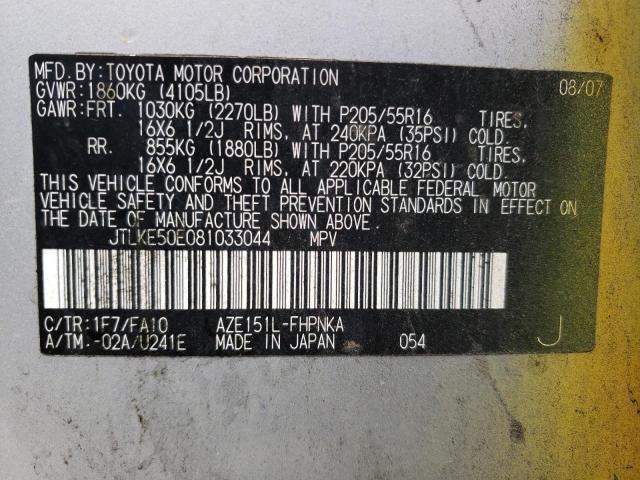 MFD.BY:TOYOTA MOTOR CORPORATION 08/07
GVWR:1860KG (4105LB)
GAWR:FRT. 1030KG (2270LB) WITH P205/55R16 TIRES,
16X6 1/2J RIMS, AT 240KPA (35PSI) COLD.
RR. 855KG (1880LB) WITH P205/55R16 TIRES,
16X6 1/2J RIMS, AT 220KPA (32PSI) COLD.
THIS VEHICLE CONFORMS TO ALL APPLICABLE FEDERAL MOTOR
VEHICLE SAFETY AND THEFT PREVENTION STANDARDS IN EFFECT ON
THE DATE OF MANUFACTURE SHOWN ABOVE.
JTLKE50E081033044 MPV
C/TR:1F7/FA10 AZE151L-FHPNKA
A/TM:-02A/U241E MADE IN JAPAN 054 J